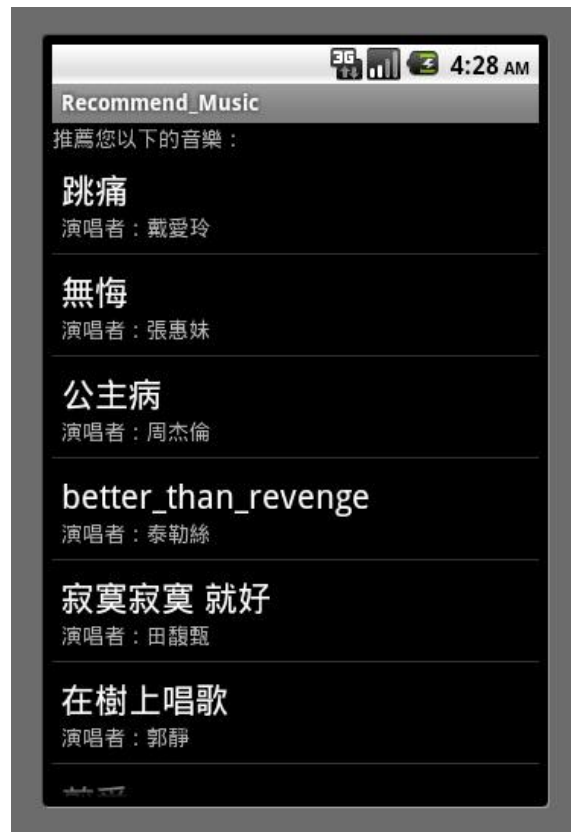 3G 4:28 AM
Recommend_Music
推薦您以下的音樂：
跳痛
演唱者：戴愛玲
無悔
演唱者：張惠妹
公主病
演唱者：周杰倫
better_than_revenge
演唱者：泰勒絲
寂寞寂寞 就好
演唱者：田馥甄
在樹上唱歌
演唱者：郭靜